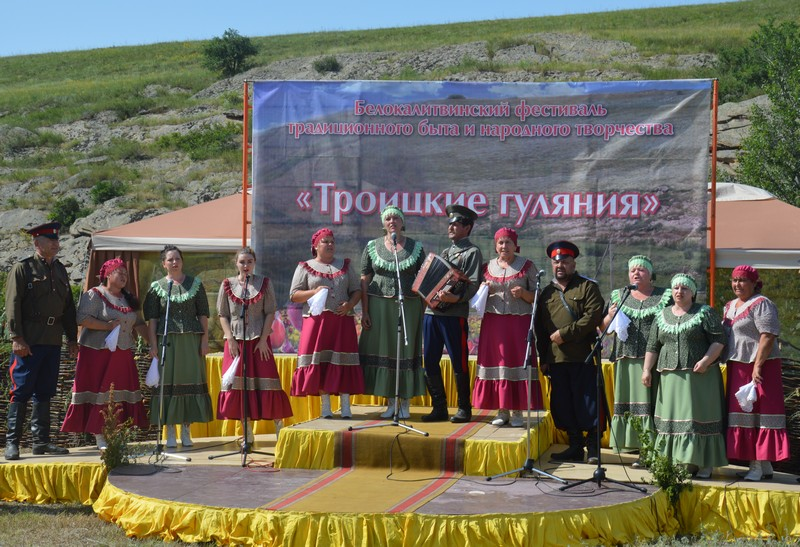 Белокалитвинский фестиваль
традиционного быта и народного творчества
«Троицкие гуляния»